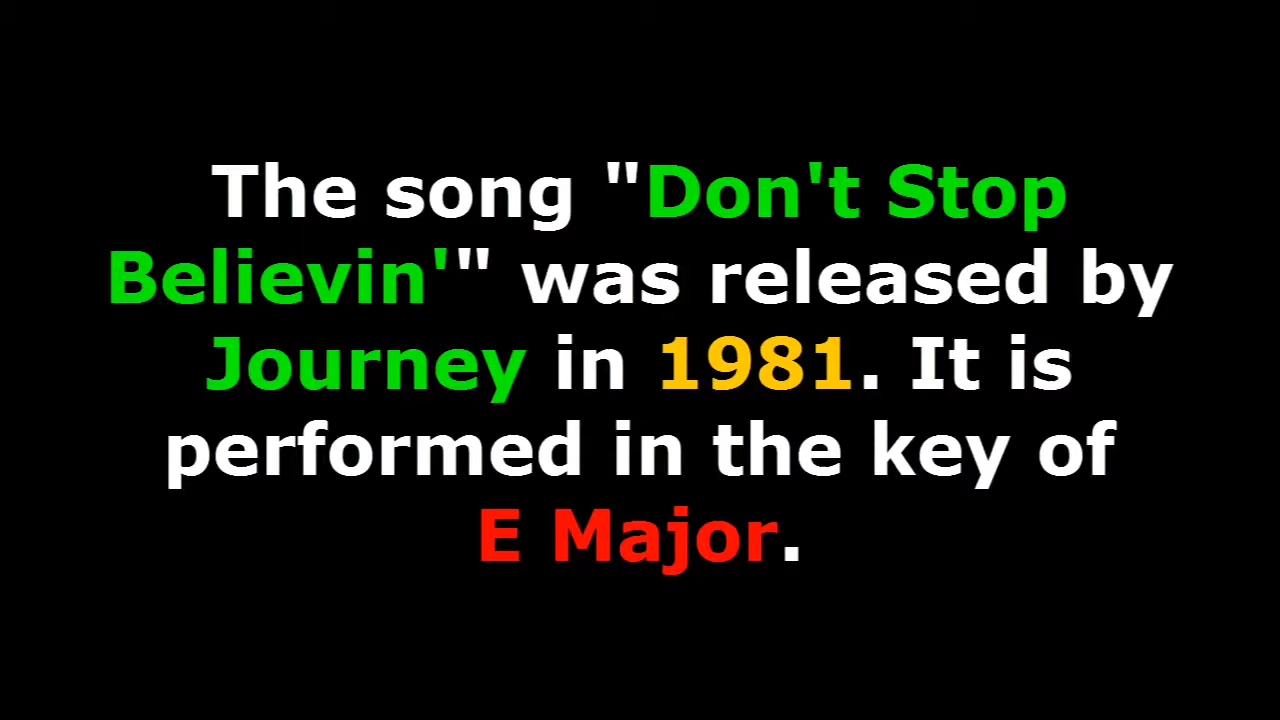 The song "Don't Stop
Believin'" was released by
Journey in 1981. It is
performed in the key of
E Major.